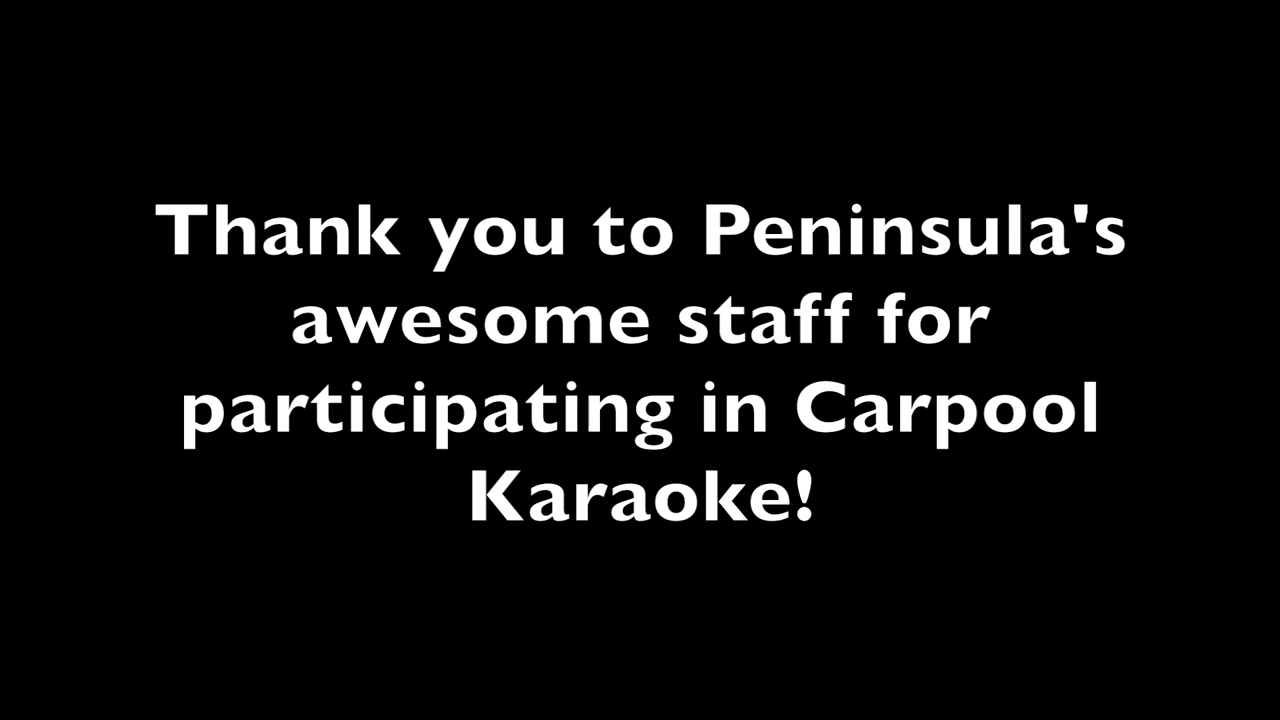 Thank you to Peninsula's
awesome staff for
participating in Carpool
Karaoke!